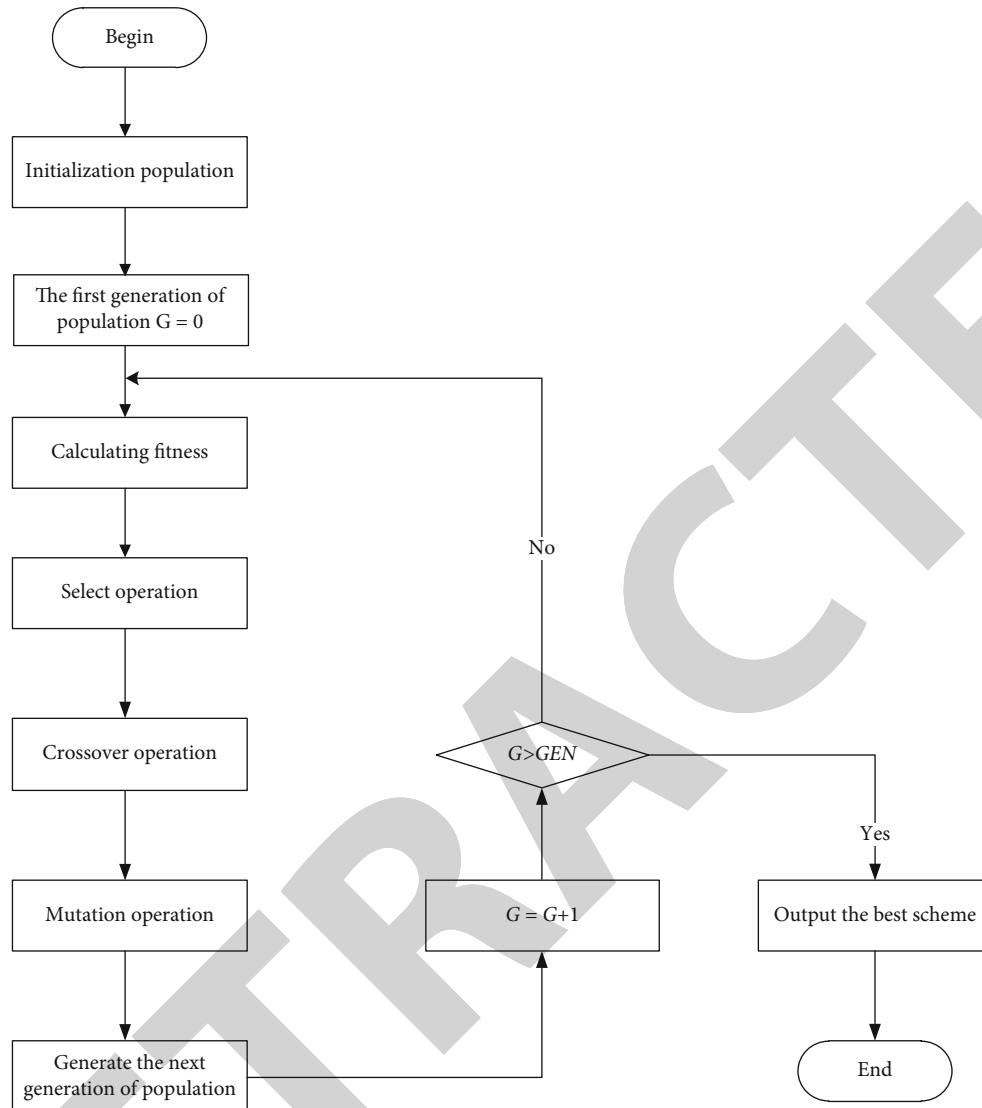 Begin
Initialization population
The first generation of
population G = 0
Calculating fitness
Select operation
Crossover operation
Mutation operation
Generate the next
generation of population
G = G+1
G>GEN
No
Yes
Output the best scheme
End
TRACTE